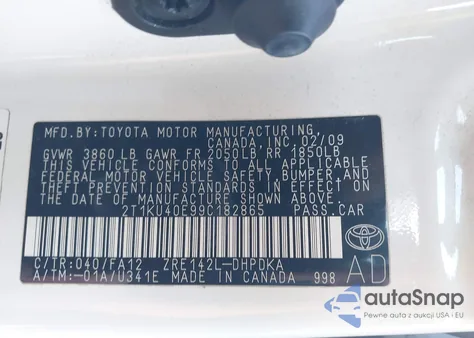 MFD.BY:TOYOTA MOTOR MANUFACTURING,
CANADA,INC.02/09
GVWR 3860 LB GAWR FR 2050LB.RR 1850LB
THIS VEHICLE CONFORMS TO ALL APPLICABLE
FEDERAL MOTOR VEHICLE SAFETY,BUMPER,AND
THEFT PREVENTION STANDARDS IN EFFECT ON
THE DATE OF MANUFACTURE SHOWN ABOVE.
2T1KU40E99C182865 PASS.CAR
C/TR:040/FA12 ZRE142L-DHPDKA
A/TM:-01A/U341E MADE IN CANADA 998
TOYOTA
AD
autoSnap
Pewne auta z aukcji USA i EU